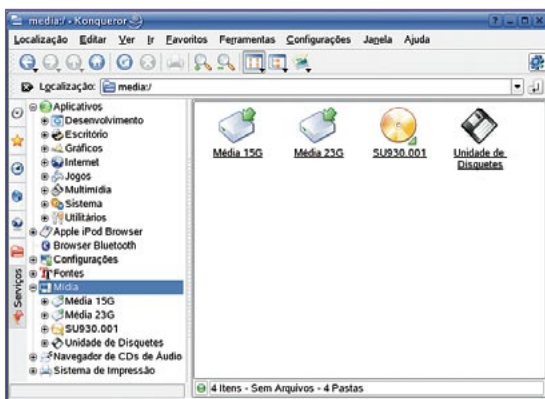 media:/ - Konqueror
Localização Editar Ver Ir Favoritos Ferramentas Configurações Janela Ajuda
Localização: media:/
Serviços
Aplicativos
Desenvolvimento
Escritório
Gráficos
Internet
Jogos
Multimídia
Sistema
Utilitários
Apple iPod Browser
Browser Bluetooth
Configurações
Fontes
Mídia
Média 15G
Média 23G
SU930.001
Unidade de Disquetes
Navegador de CDs de Áudio
Sistema de Impressão
Média 15G
Média 23G
SU930.001
Unidade de
Disquetes
4 Itens - Sem Arquivos - 4 Pastas